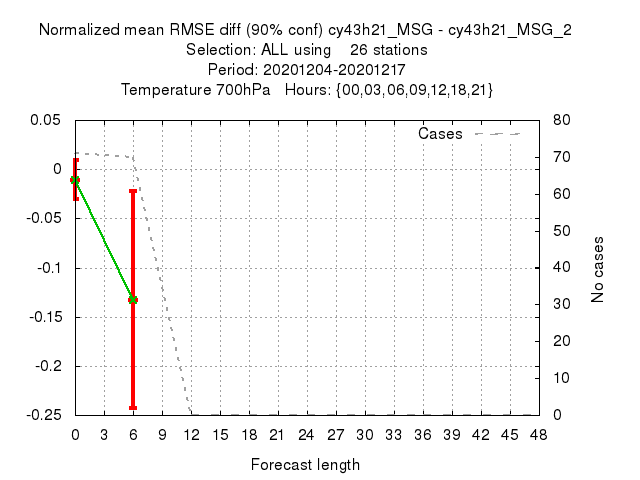 Normalized mean RMSE diff (90% conf) cy43h21_MSG - cy43h21_MSG_2
Selection: ALL using    26 stations
Period: 20201204-20201217
Temperature 700hPa   Hours: {00,03,06,09,12,18,21}
Cases
0.05
0
-0.05
-0.1
-0.15
-0.2
-0.25
80
70
60
50
40
30
20
10
0
No cases
0 3 6 9 12 15 18 21 24 27 30 33 36 39 42 45 48
Forecast length